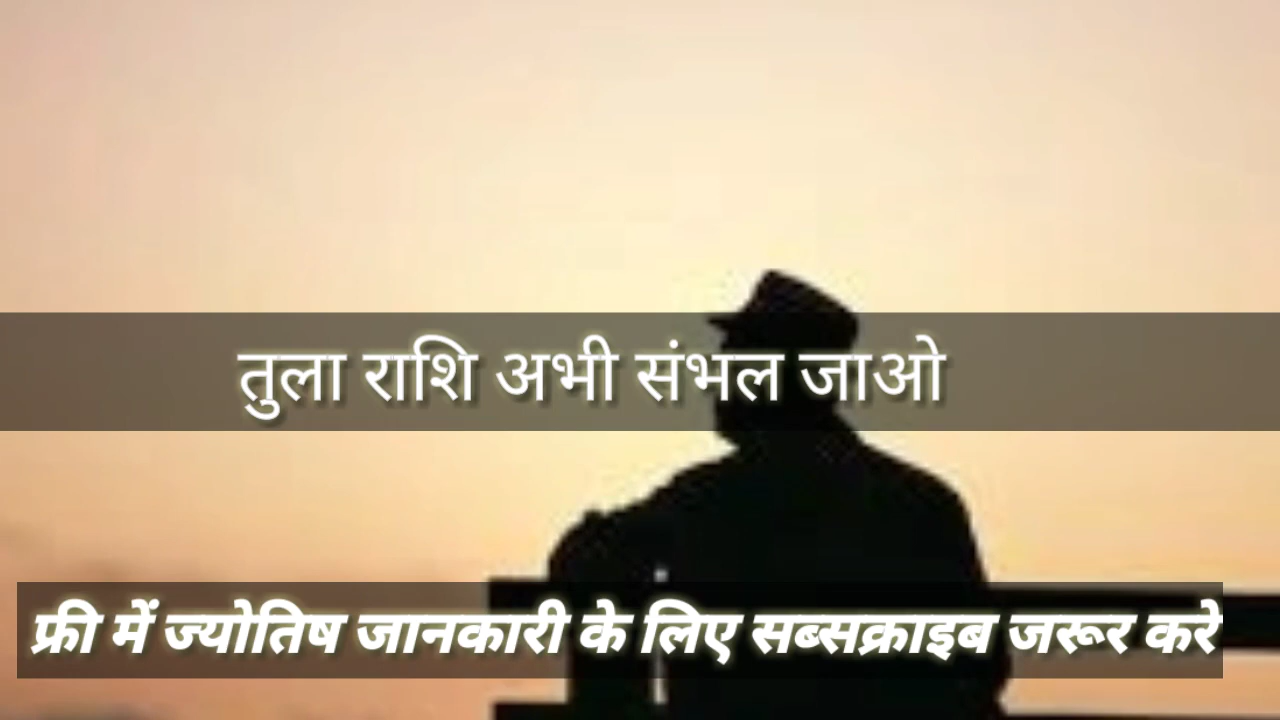 तुला राशि अभी संभल जाओ
फ्री में ज्योतिष जानकारी के लिए सब्सक्राइब जरूर करे